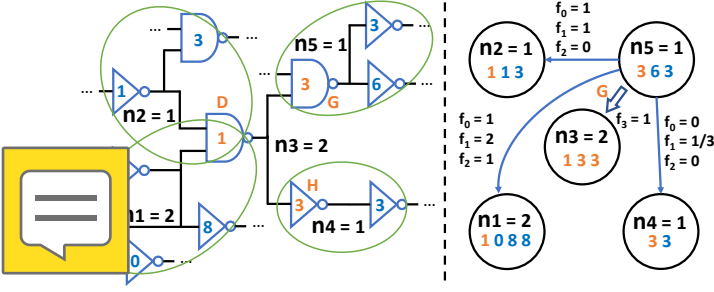 ... 3 ...
... 1
n2 = 1
D
1
n3 = 2
n5 = 1
... 3
G
3 ...
6 ...
H
3
3 ...
n4 = 1
n1 = 2
8 ...
0 ...
n2 = 1
1 1 3
f0 = 1
f1 = 1
f2 = 0
n5 = 1
3 6 3
G
f3 = 1
n3 = 2
1 3 3
f0 = 1
f1 = 2
f2 = 1
f0 = 0
f1 = 1/3
f2 = 0
n1 = 2
1 0 8 8
n4 = 1
3 3